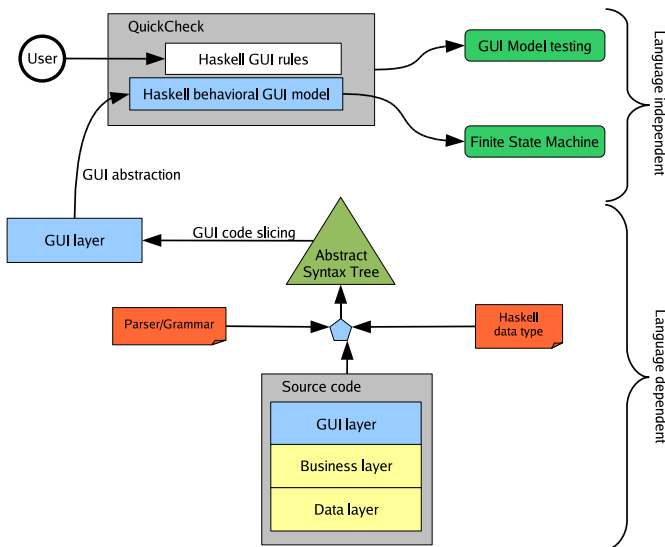 QuickCheck
User
Haskell GUI rules
Haskell behavioral GUI model
GUI Model testing
Finite State Machine
Language independent
GUI abstraction
GUI layer
GUI code slicing
Abstract
Syntax Tree
Parser/Grammar
Haskell
data type
Language dependent
Source code
GUI layer
Business layer
Data layer